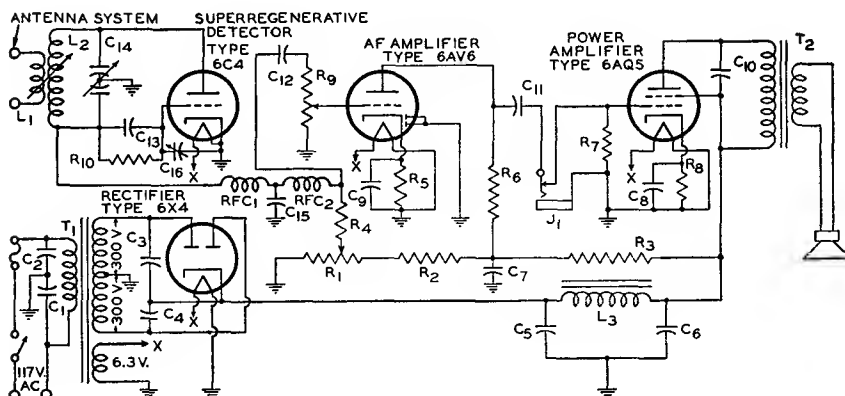 ANTENNA SYSTEM
L2
C14
L1
C13
R10
C16
X
SUPERREGENERATIVE
DETECTOR
TYPE
6C4
C12
R9
AF AMPLIFIER
TYPE 6AV6
X
C9
R5
R6
C11
POWER
AMPLIFIER
TYPE 6AQ5
R7
X
C8
R8
J1
C10
T2
RFC1
C15
RFC2
R4
R1
R2
C7
R3
RECTIFIER
TYPE 6X4
T1
C2
C1
300 V.
300 V.
C3
C4
X
X
6.3 V.
117 V.
AC
C5
L3
C6